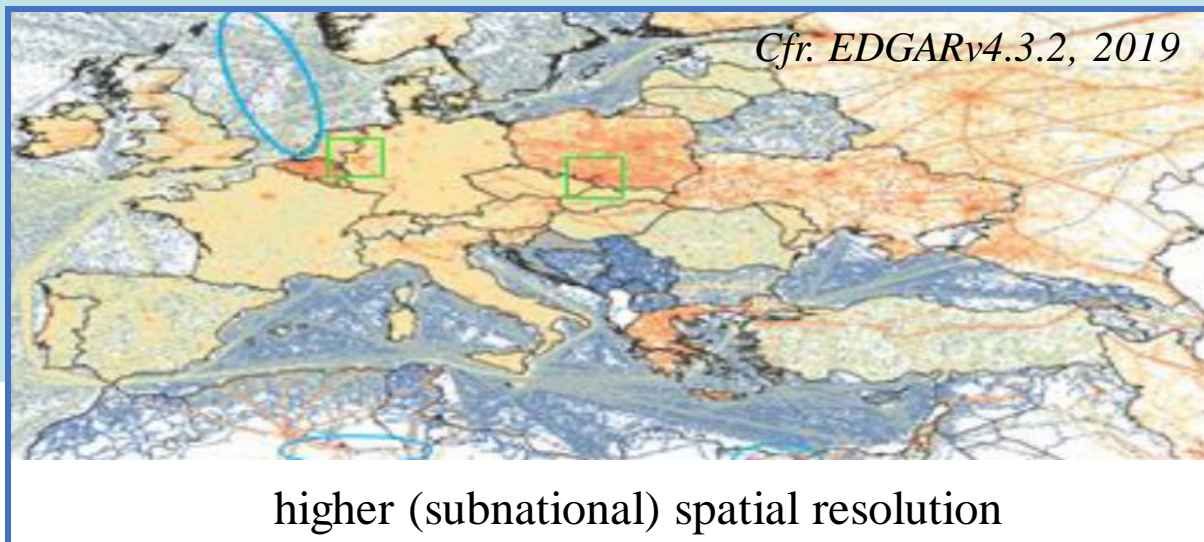 Cfr. EDGARv4.3.2, 2019
higher (subnational) spatial resolution